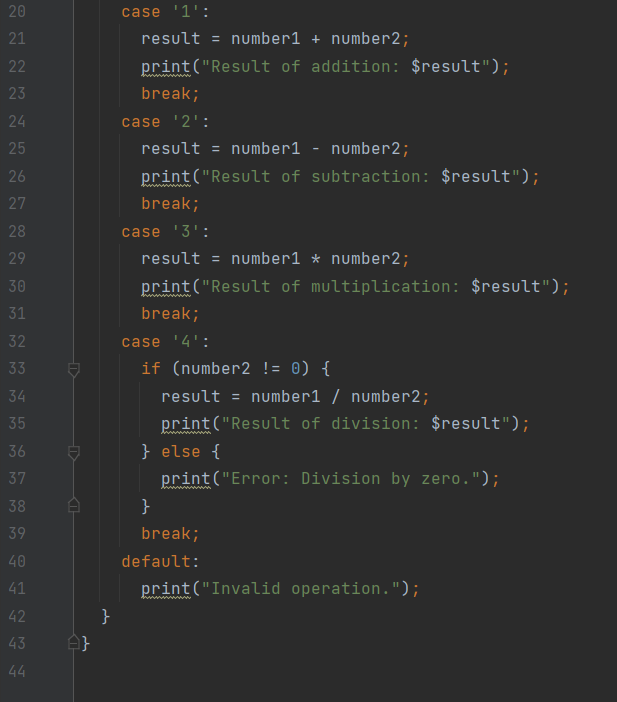 20 case '1':
21 result = number1 + number2;
22 print("Result of addition: $result");
23 break;
24 case '2':
25 result = number1 - number2;
26 print("Result of subtraction: $result");
27 break;
28 case '3':
29 result = number1 * number2;
30 print("Result of multiplication: $result");
31 break;
32 case '4':
33 if (number2 != 0) {
34 result = number1 / number2;
35 print("Result of division: $result");
36 } else {
37 print("Error: Division by zero.");
38 }
39 break;
40 default:
41 print("Invalid operation.");
42 }
43 }
44